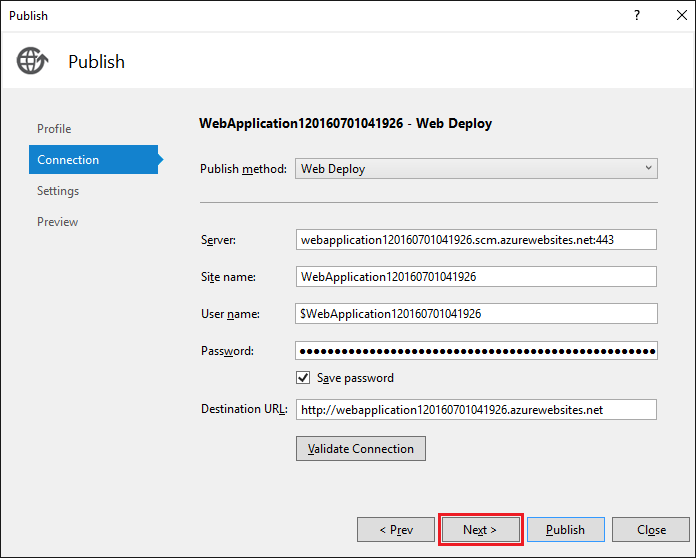 Publish
? X
Publish
Profile
Connection
Settings
Preview
WebApplication120160701041926 - Web Deploy
Publish method: Web Deploy
Server: webapplication120160701041926.scm.azurewebsites.net:443
Site name: WebApplication120160701041926
User name: $WebApplication120160701041926
Password: ●●●●●●●●●●●●●●●●●●●●●●●●●●●●●●●●●●●●●●●●●●●●●●●●●●●
Save password
Destination URL: http://webapplication120160701041926.azurewebsites.net
Validate Connection
< Prev Next > Publish Close